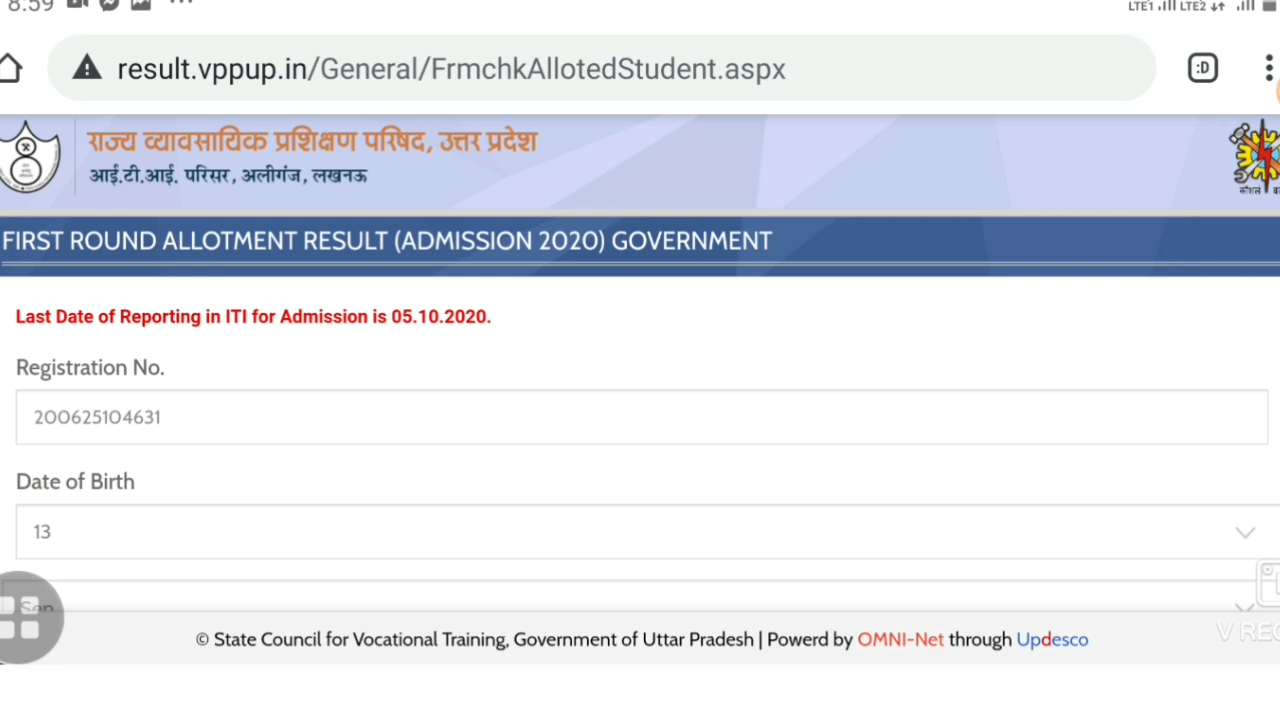 8:59
LTE1 LTE2
:D
result.vppup.in/General/FrmchkAllotedStudent.aspx
राज्य व्यावसायिक प्रशिक्षण परिषद, उत्तर प्रदेश
आई.टी.आई. परिसर, अलीगंज, लखनऊ
कौशल
FIRST ROUND ALLOTMENT RESULT (ADMISSION 2020) GOVERNMENT
Last Date of Reporting in ITI for Admission is 05.10.2020.
Registration No.
200625104631
Date of Birth
13
Sep
© State Council for Vocational Training, Government of Uttar Pradesh | Powerd by OMNI-Net through Updesco
V REC